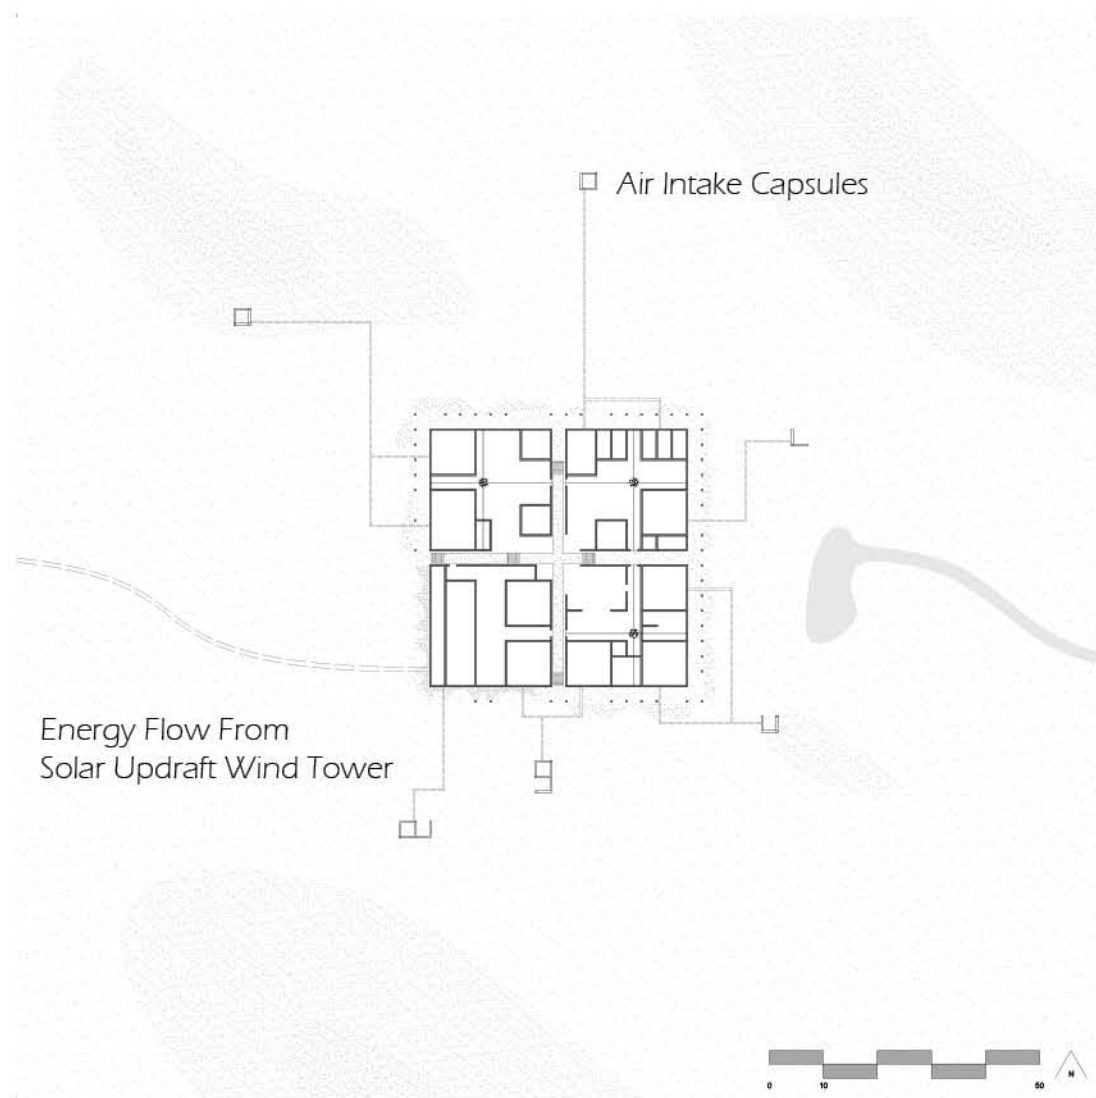 Air Intake Capsules
Energy Flow From
Solar Updraft Wind Tower
0 10 50
N